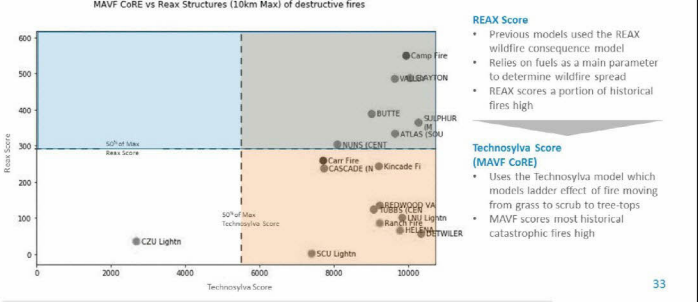 MAVF CoRE vs Reax Structures (10km Max) of destructive fires
600
500
400
300
200
100
0
Reax Score
50% of Max
Reax Score
50% of Max
Technosylva Score
Camp Fire
CLAYTON
BUTTE
SULPHUR
(M
ATLAS (SOU
NUNS (CENT
Carr Fire
CASCADE (N
Kincade Fi
REDWOOD VA
TUBBS (CEN
LNU Lightn
Ranch Fire
HELENA
DETWILER
CZU Lightn
SCU Lightn
0
2000
4000
6000
8000
10000
Technosylva Score
REAX Score
• Previous models used the REAX
wildfire consequence model
• Relies on fuels as a main parameter
to determine wildfire spread
• REAX scores a portion of historical
fires high
Technosylva Score
(MAVF CoRE)
• Uses the Technosylva model which
models ladder effect of fire moving
from grass to scrub to tree-tops
• MAVF scores most historical
catastrophic fires high
33